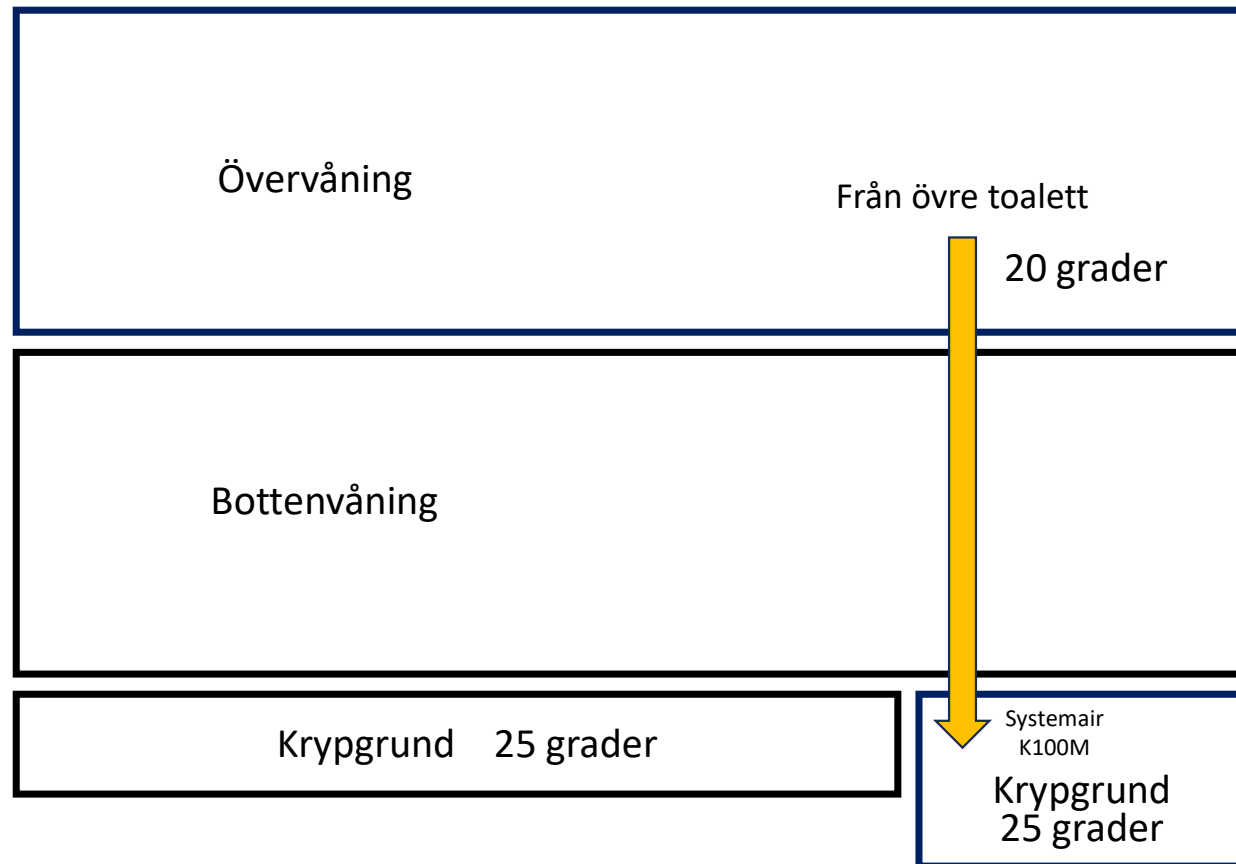 Övervåning
Från övre toalett
20 grader
Bottenvåning
Krypgrund 25 grader
Systemair
K100M
Krypgrund
25 grader